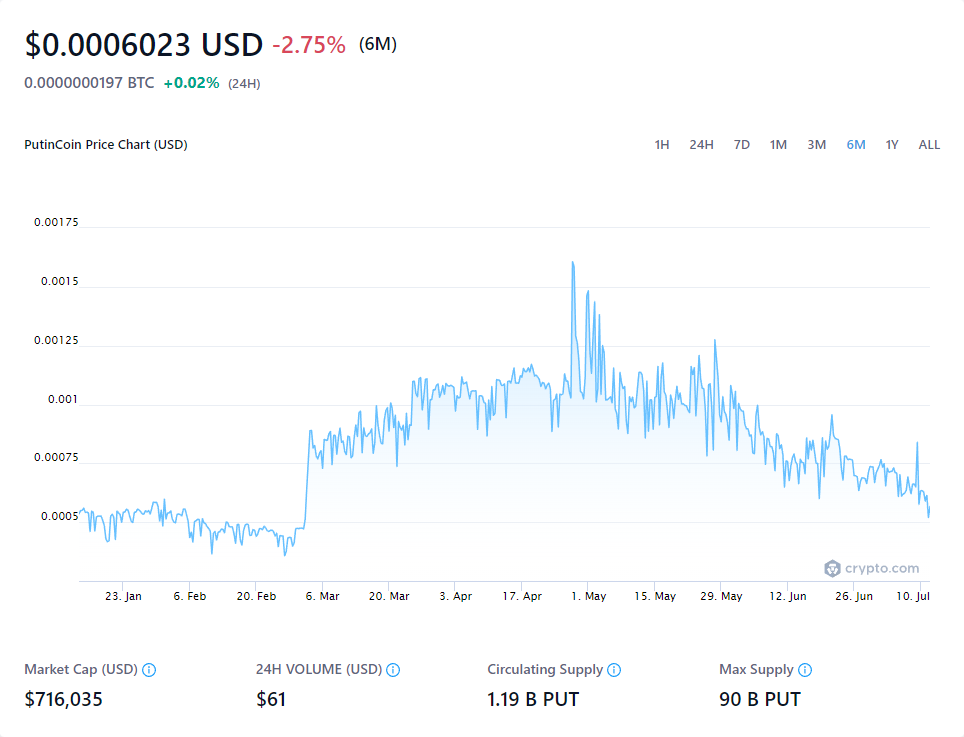 $0.0006023 USD -2.75% (6M)
0.0000000197 BTC +0.02% (24H)
PutinCoin Price Chart (USD) 1H 24H 7D 1M 3M 6M 1Y ALL
0.00175
0.0015
0.00125
0.001
0.00075
0.0005
crypto.com
23. Jan 6. Feb 20. Feb 6. Mar 20. Mar 3. Apr 17. Apr 1. May 15. May 29. May 12. Jun 26. Jun 10. Jul
Market Cap (USD) 24H VOLUME (USD) Circulating Supply Max Supply
$716,035 $61 1.19 B PUT 90 B PUT